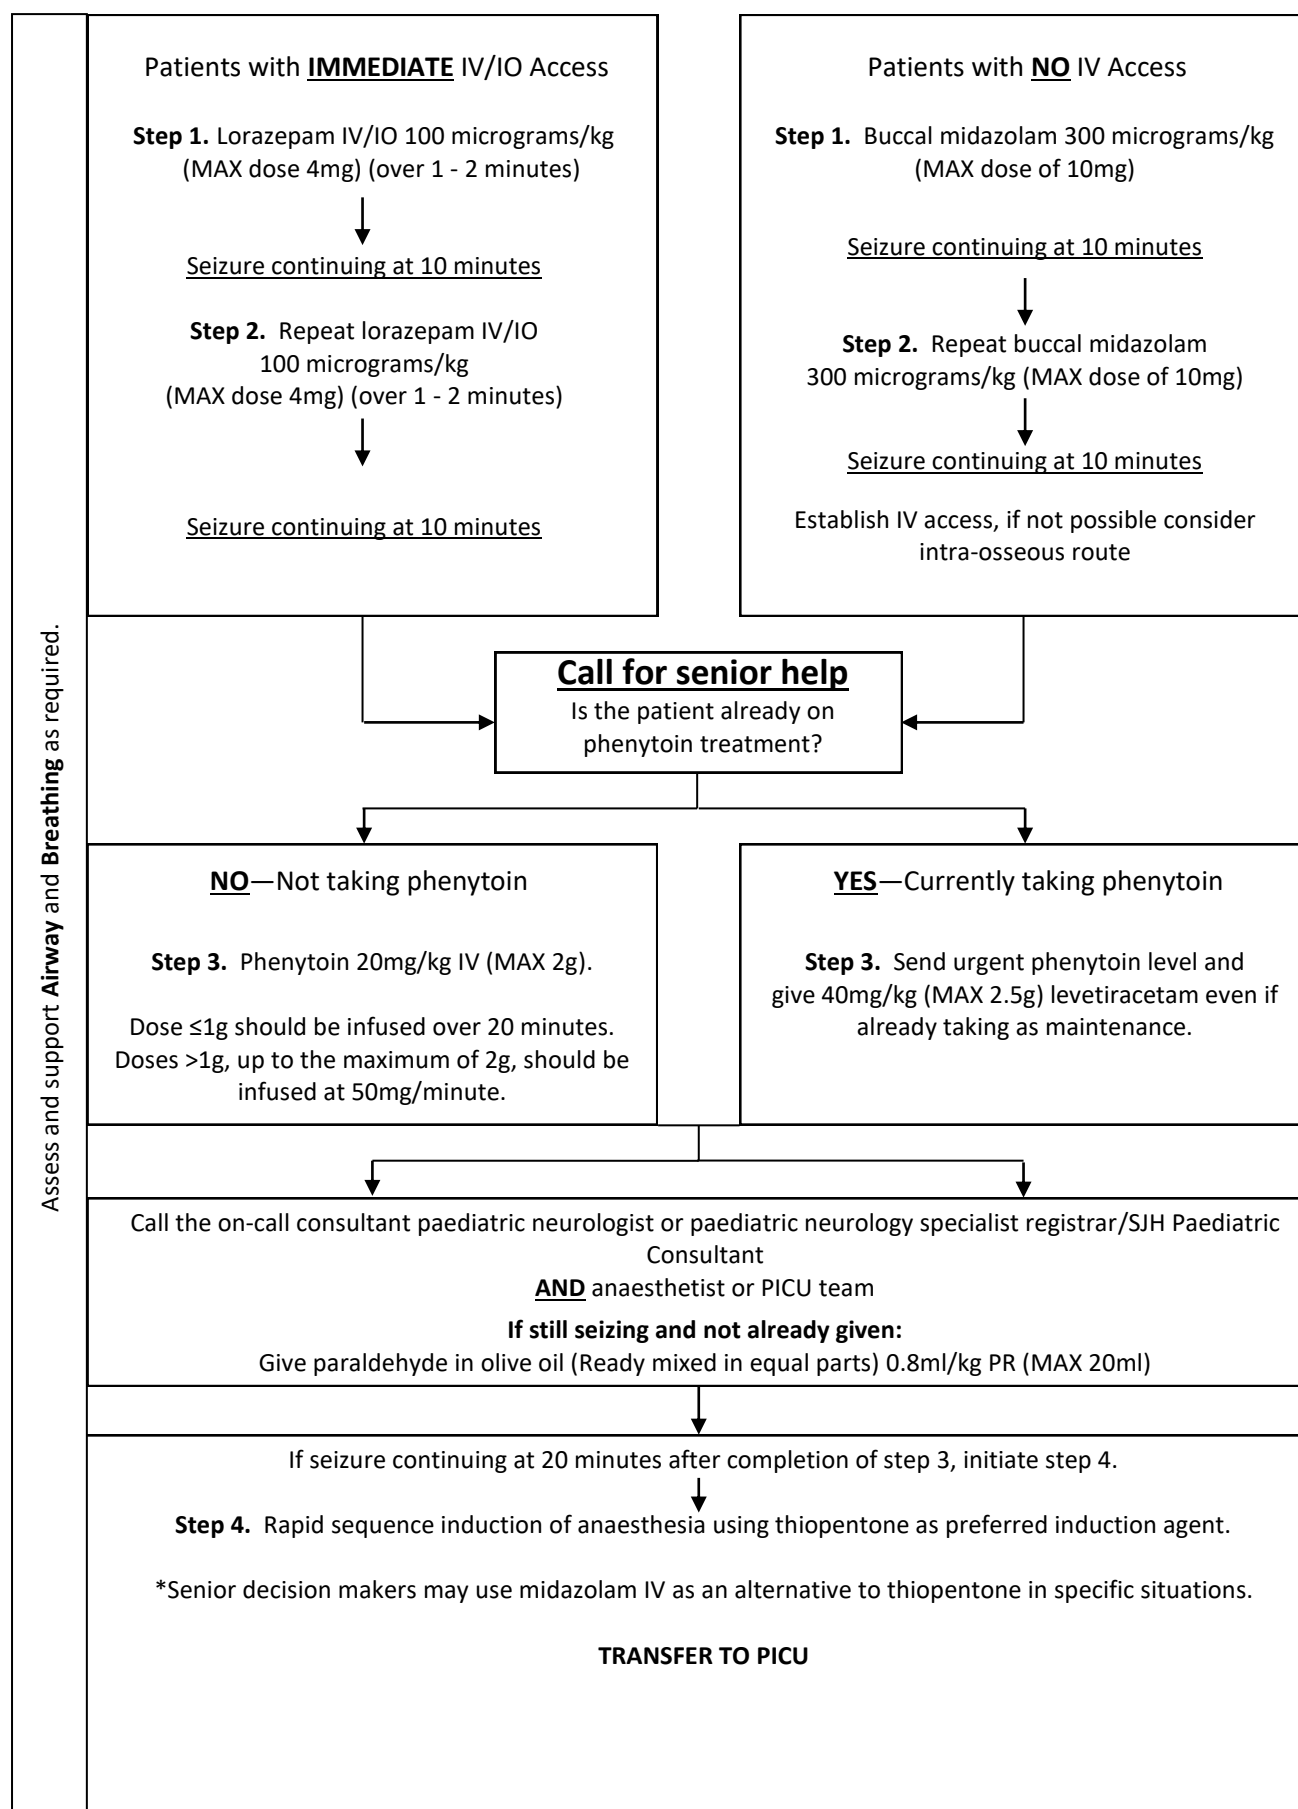 Assess and support Airway and Breathing as required.
Patients with IMMEDIATE IV/IO Access
Step 1. Lorazepam IV/IO 100 micrograms/kg
(MAX dose 4mg) (over 1 - 2 minutes)
Seizure continuing at 10 minutes
Step 2. Repeat lorazepam IV/IO
100 micrograms/kg
(MAX dose 4mg) (over 1 - 2 minutes)
Seizure continuing at 10 minutes
Patients with NO IV Access
Step 1. Buccal midazolam 300 micrograms/kg
(MAX dose of 10mg)
Seizure continuing at 10 minutes
Step 2. Repeat buccal midazolam
300 micrograms/kg (MAX dose of 10mg)
Seizure continuing at 10 minutes
Establish IV access, if not possible consider
intra-osseous route
Call for senior help
Is the patient already on
phenytoin treatment?
NO—Not taking phenytoin
Step 3. Phenytoin 20mg/kg IV (MAX 2g).
Dose ≤1g should be infused over 20 minutes.
Doses >1g, up to the maximum of 2g, should be
infused at 50mg/minute.
YES—Currently taking phenytoin
Step 3. Send urgent phenytoin level and
give 40mg/kg (MAX 2.5g) levetiracetam even if
already taking as maintenance.
Call the on-call consultant paediatric neurologist or paediatric neurology specialist registrar/SJH Paediatric
Consultant
AND anaesthetist or PICU team
If still seizing and not already given:
Give paraldehyde in olive oil (Ready mixed in equal parts) 0.8ml/kg PR (MAX 20ml)
If seizure continuing at 20 minutes after completion of step 3, initiate step 4.
Step 4. Rapid sequence induction of anaesthesia using thiopentone as preferred induction agent.
*Senior decision makers may use midazolam IV as an alternative to thiopentone in specific situations.
TRANSFER TO PICU